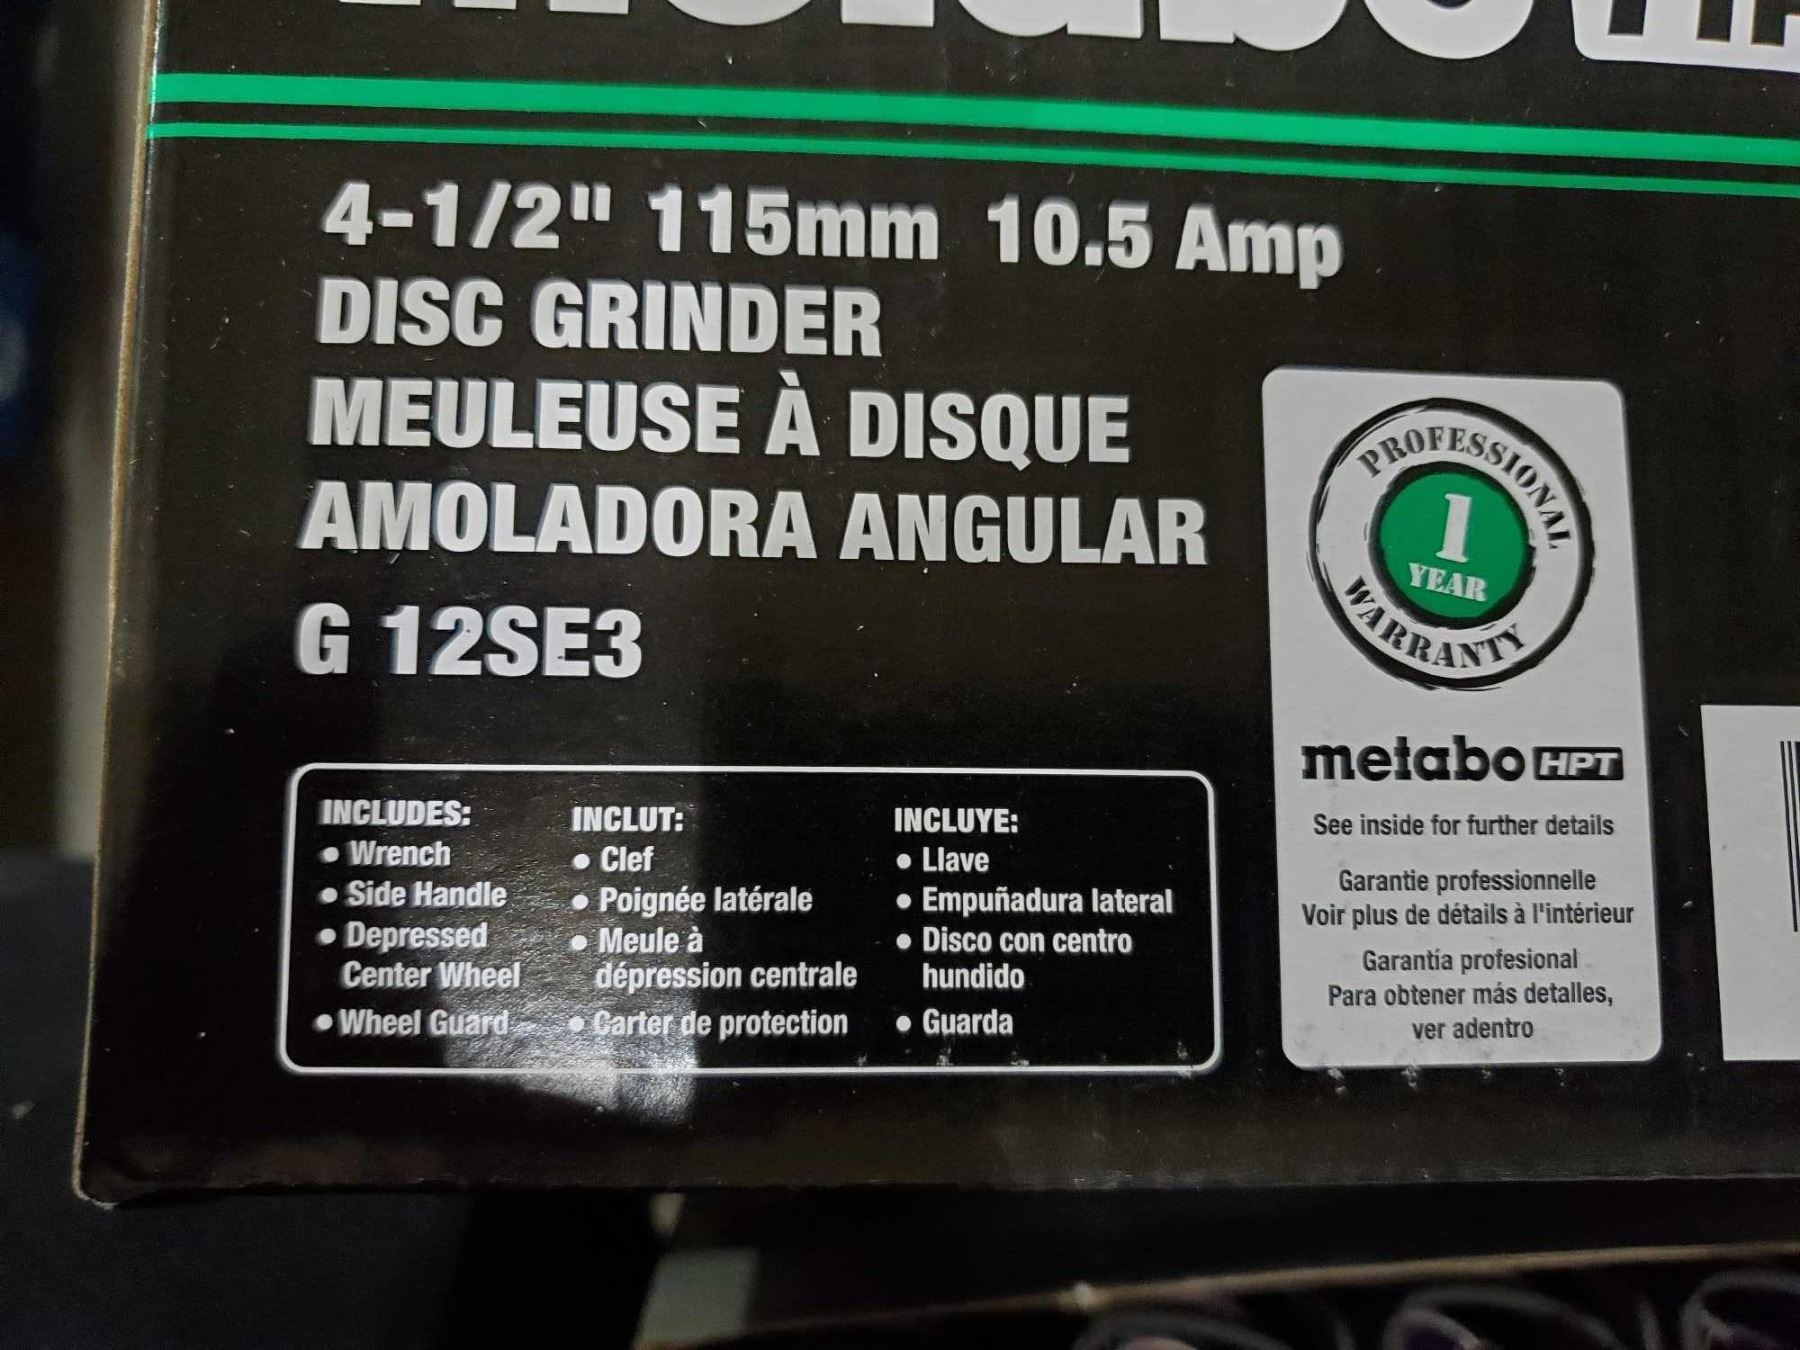 metabo
4-1/2" 115mm 10.5 Amp
DISC GRINDER
MEULEUSE À DISQUE
AMOLADORA ANGULAR
G 12SE3
INCLUDES:
• Wrench
• Side Handle
• Depressed
Center Wheel
• Wheel Guard
INCLUT:
• Clef
• Poignée latérale
• Meule à
dépression centrale
• Carter de protection
INCLUYE:
• Llave
• Empuñadura lateral
• Disco con centro
hundido
• Guarda
PROFESSIONAL
1
YEAR
WARRANTY
metabo HPT
See inside for further details
Garantie professionnelle
Voir plus de détails à l'intérieur
Garantía profesional
Para obtener más detalles,
ver adentro